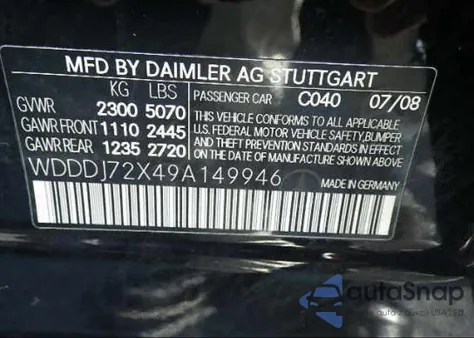 MFD BY DAIMLER AG STUTTGART
KG LBS
GVWR 2300 5070
GAWR FRONT 1110 2445
GAWR REAR 1235 2720
PASSENGER CAR C040 07/08
THIS VEHICLE CONFORMS TO ALL APPLICABLE
U.S. FEDERAL MOTOR VEHICLE SAFETY, BUMPER
AND THEFT PREVENTION STANDARDS IN EFFECT
ON THE DATE OF MANUFACTURE SHOWN ABOVE
WDDDJ72X49A149946
MADE IN GERMANY
autoSnap